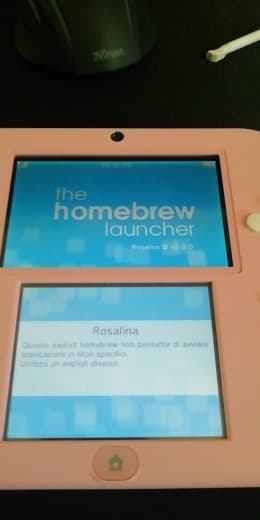 Trust
the
homebrew
launcher
Rosalina
Rosalina
Questo exploit homebrew non permette di avviare
applicazione in titoli specifici.
Utilizza un exploit diverso